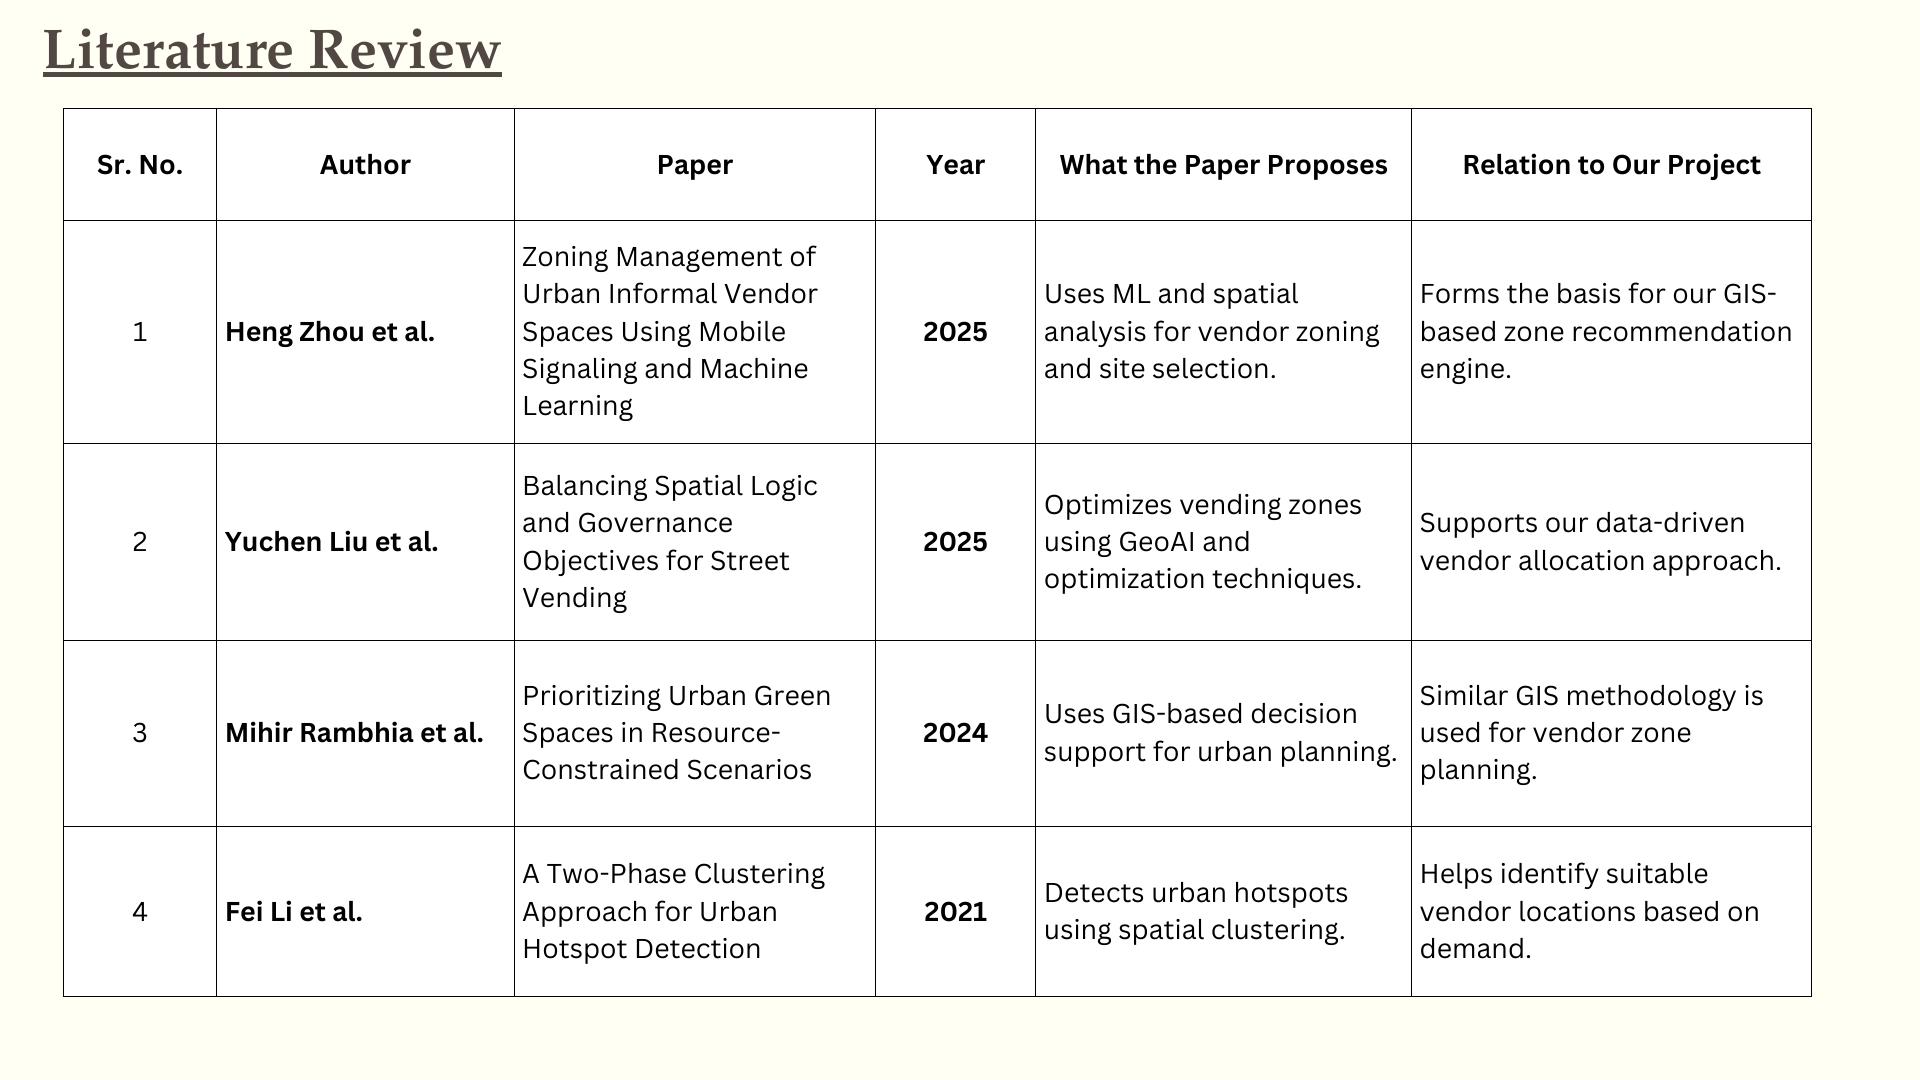 Literature Review
Sr. No.
Author
Paper
Year
What the Paper Proposes
Relation to Our Project
1
Heng Zhou et al.
Zoning Management of
Urban Informal Vendor
Spaces Using Mobile
Signaling and Machine
Learning
2025
Uses ML and spatial
analysis for vendor zoning
and site selection.
Forms the basis for our GIS-
based zone recommendation
engine.
2
Yuchen Liu et al.
Balancing Spatial Logic
and Governance
Objectives for Street
Vending
2025
Optimizes vending zones
using GeoAI and
optimization techniques.
Supports our data-driven
vendor allocation approach.
3
Mihir Rambhia et al.
Prioritizing Urban Green
Spaces in Resource-
Constrained Scenarios
2024
Uses GIS-based decision
support for urban planning.
Similar GIS methodology is
used for vendor zone
planning.
4
Fei Li et al.
A Two-Phase Clustering
Approach for Urban
Hotspot Detection
2021
Detects urban hotspots
using spatial clustering.
Helps identify suitable
vendor locations based on
demand.